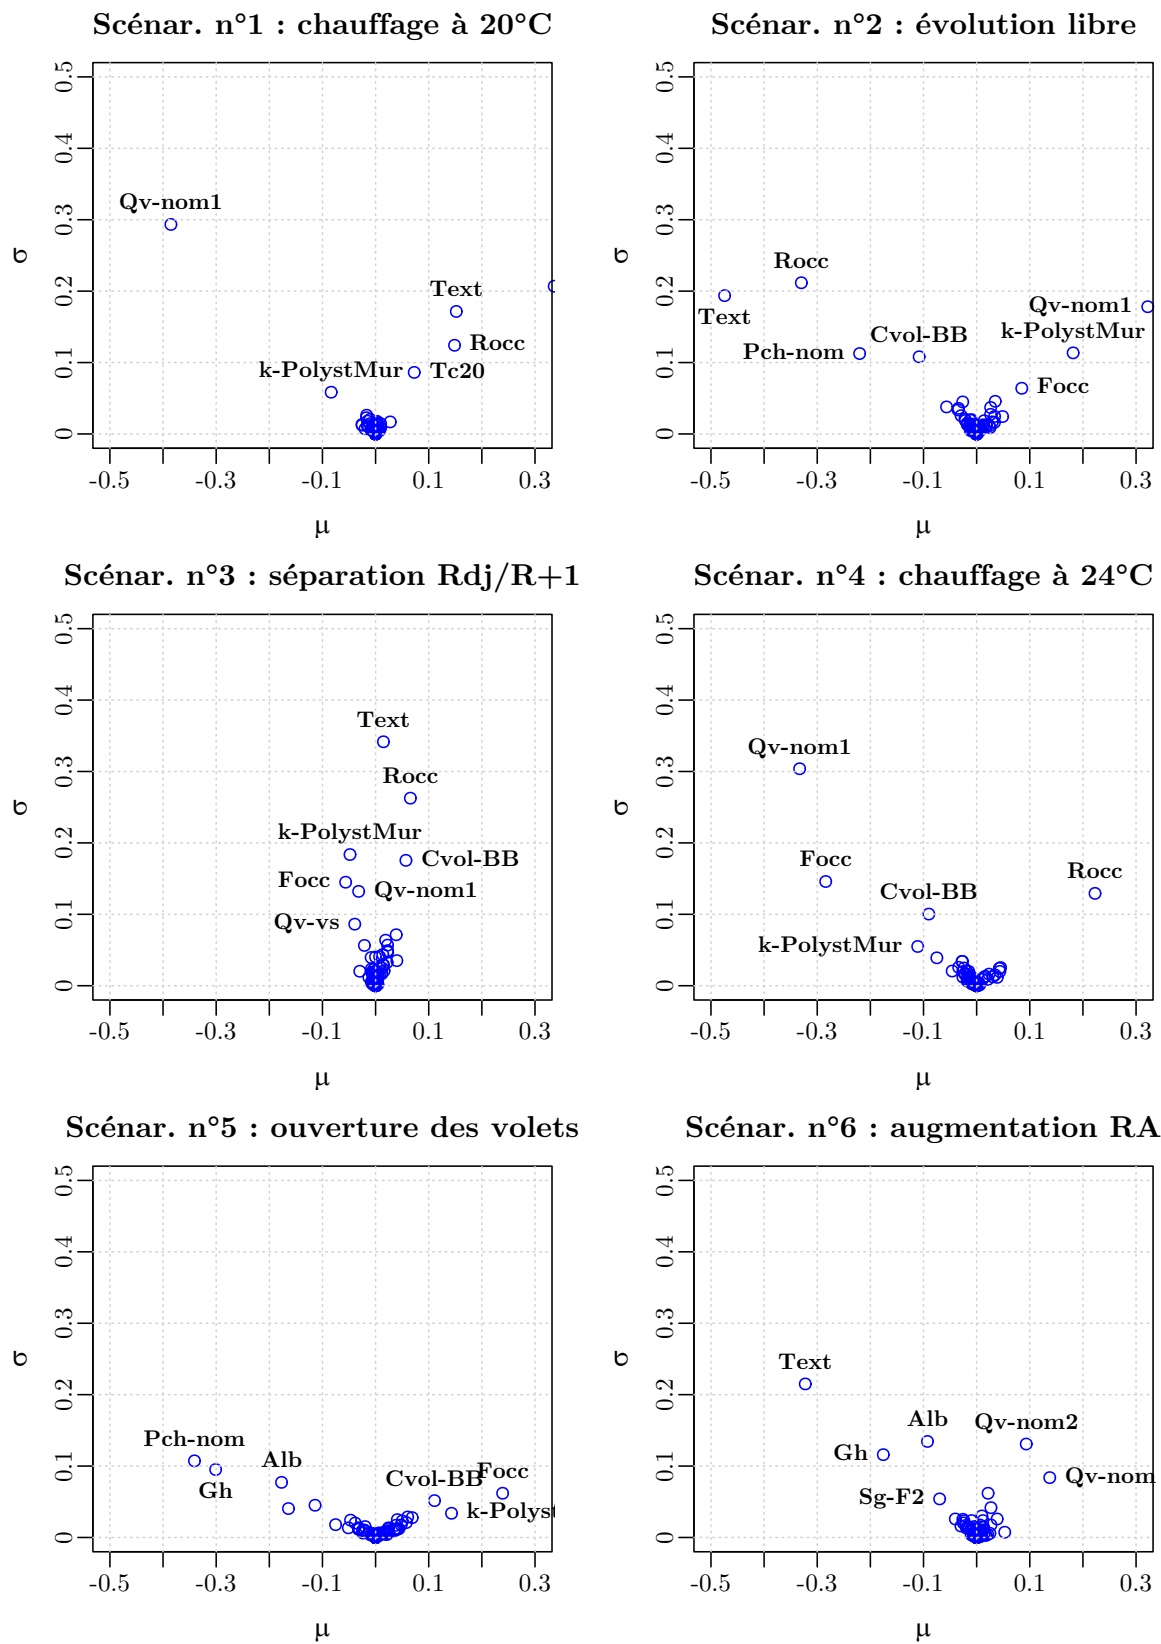 Scénar. n°1 : chauffage à 20°C
σ
0.5
0.4
0.3
0.2
0.1
0
Qv-nom1
Text
Rocc
k-PolystMur
Tc20
-0.5
-0.3
-0.1
0.1
0.3
μ
Scénar. n°2 : évolution libre
σ
0.5
0.4
0.3
0.2
0.1
0
Rocc
Text
Qv-nom1
Cvol-BB
k-PolystMur
Pch-nom
Focc
-0.5
-0.3
-0.1
0.1
0.3
μ
Scénar. n°3 : séparation Rdj/R+1
σ
0.5
0.4
0.3
0.2
0.1
0
Text
Rocc
k-PolystMur
Cvol-BB
Focc
Qv-nom1
Qv-vs
-0.5
-0.3
-0.1
0.1
0.3
μ
Scénar. n°4 : chauffage à 24°C
σ
0.5
0.4
0.3
0.2
0.1
0
Qv-nom1
Focc
Rocc
Cvol-BB
k-PolystMur
-0.5
-0.3
-0.1
0.1
0.3
μ
Scénar. n°5 : ouverture des volets
σ
0.5
0.4
0.3
0.2
0.1
0
Pch-nom
Alb
Gh
Cvol-BB
Focc
k-Polyst
-0.5
-0.3
-0.1
0.1
0.3
μ
Scénar. n°6 : augmentation RA
σ
0.5
0.4
0.3
0.2
0.1
0
Text
Alb
Qv-nom2
Gh
Qv-nom
Sg-F2
-0.5
-0.3
-0.1
0.1
0.3
μ